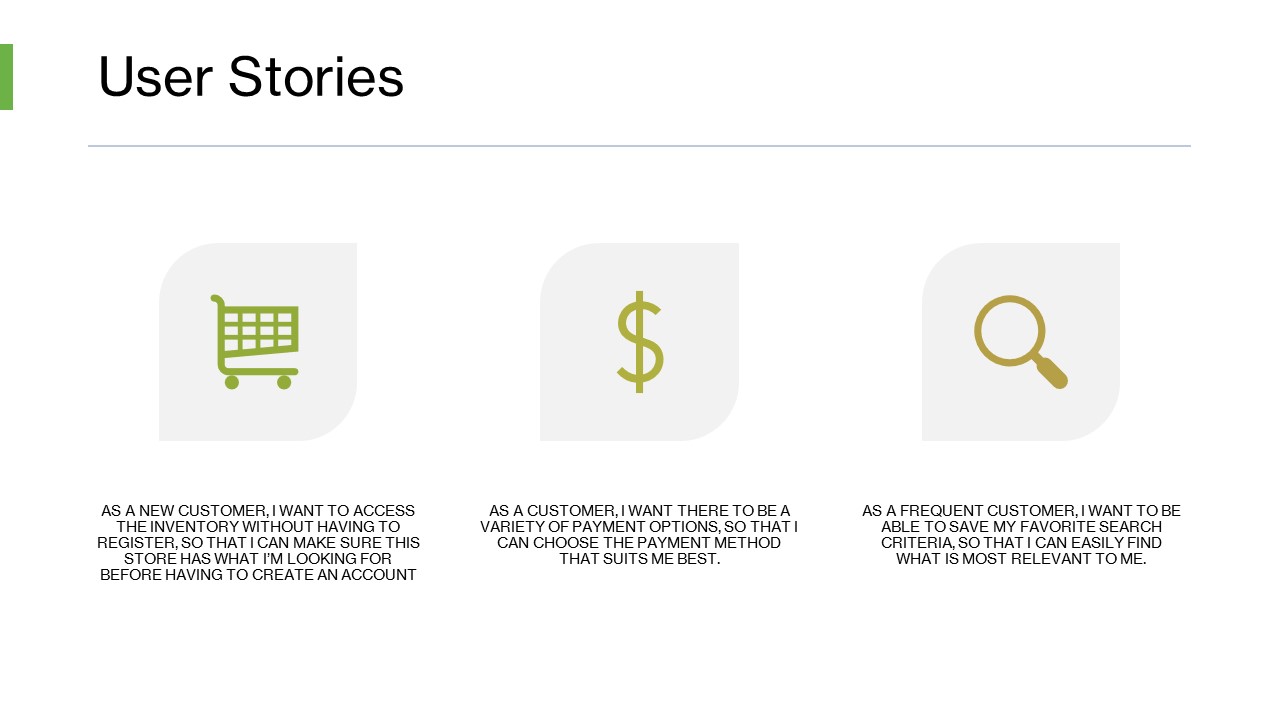 User Stories
AS A NEW CUSTOMER, I WANT TO ACCESS
THE INVENTORY WITHOUT HAVING TO
REGISTER, SO THAT I CAN MAKE SURE THIS
STORE HAS WHAT I'M LOOKING FOR
BEFORE HAVING TO CREATE AN ACCOUNT
AS A CUSTOMER, I WANT THERE TO BE A
VARIETY OF PAYMENT OPTIONS, SO THAT I
CAN CHOOSE THE PAYMENT METHOD
THAT SUITS ME BEST.
AS A FREQUENT CUSTOMER, I WANT TO BE
ABLE TO SAVE MY FAVORITE SEARCH
CRITERIA, SO THAT I CAN EASILY FIND
WHAT IS MOST RELEVANT TO ME.